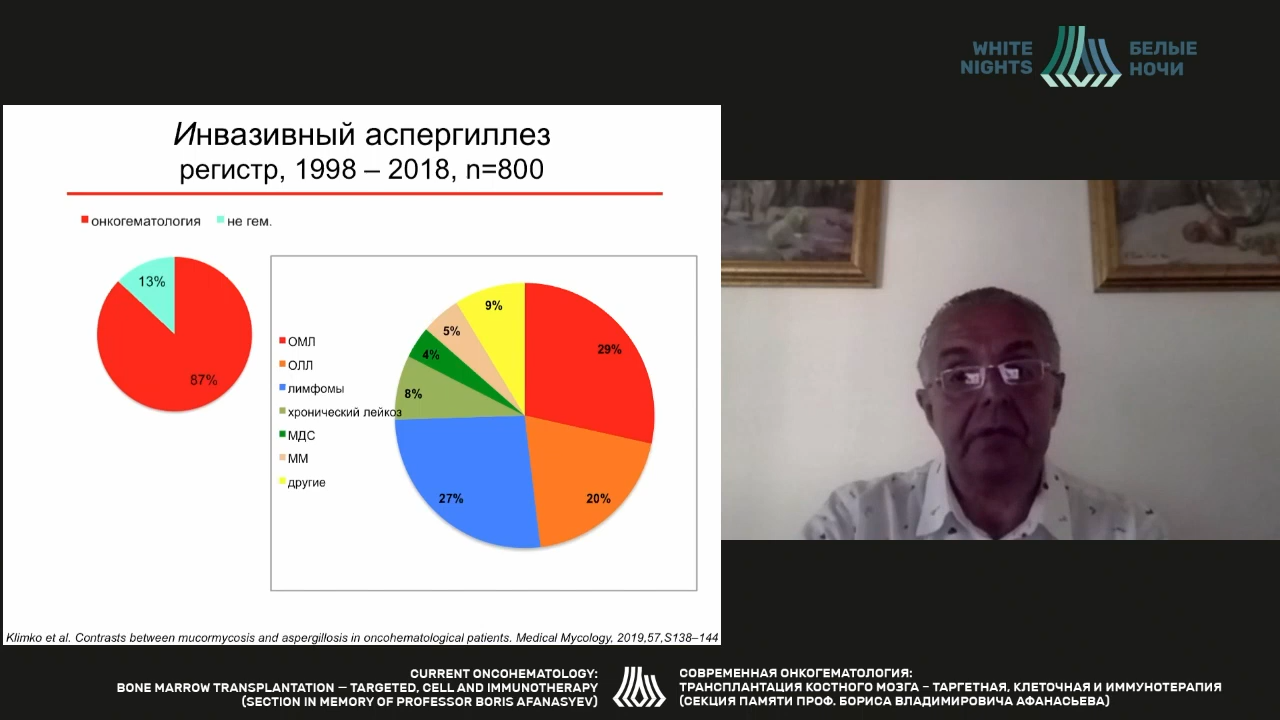 WHITE
NIGHTS
БЕЛЫЕ
НОЧИ
Инвазивный аспергиллез
регистр, 1998 – 2018, n=800
онкогематология не гем.
13%
87%
ОМЛ
ОЛЛ
лимфомы
хронический лейкоз
МДС
ММ
другие
9%
5%
4%
8%
29%
27%
20%
Klimko et al. Contrasts between mucormycosis and aspergillosis in oncohematological patients. Medical Mycology, 2019,57,S138–144
CURRENT ONCOHEMATOLOGY:
BONE MARROW TRANSPLANTATION – TARGETED, CELL AND IMMUNOTHERAPY
(SECTION IN MEMORY OF PROFESSOR BORIS AFANASYEV)
СОВРЕМЕННАЯ ОНКОГЕМАТОЛОГИЯ:
ТРАНСПЛАНТАЦИЯ КОСТНОГО МОЗГА – ТАРГЕТНАЯ, КЛЕТОЧНАЯ И ИММУНОТЕРАПИЯ
(СЕКЦИЯ ПАМЯТИ ПРОФ. БОРИСА ВЛАДИМИРОВИЧА АФАНАСЬЕВА)